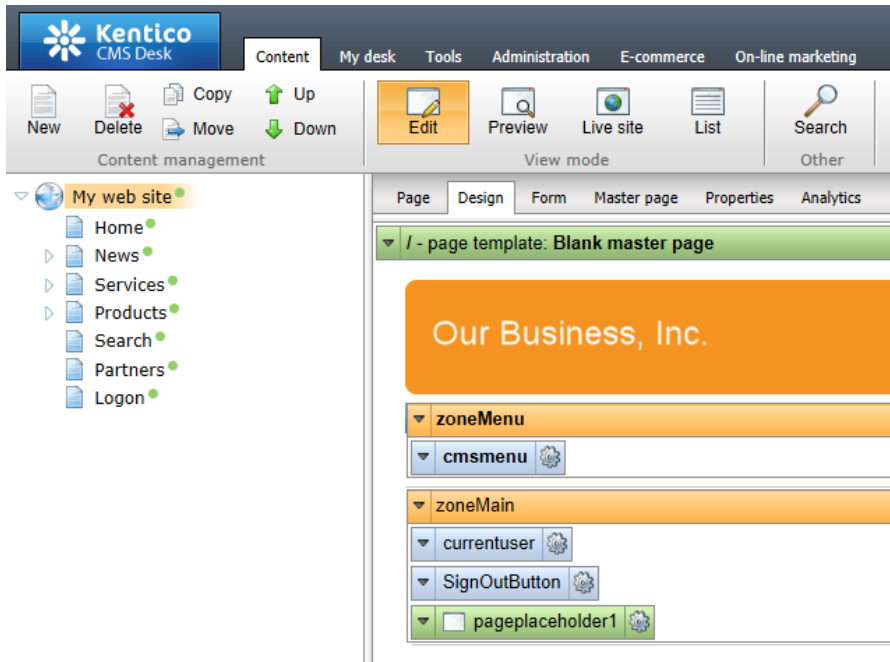 Kentico
CMS Desk
Content My desk Tools Administration E-commerce On-line marketing
New Delete Copy Move Up Down Edit Preview Live site List Search
Content management View mode Other
My web site
Home
News
Services
Products
Search
Partners
Logon
Page Design Form Master page Properties Analytics
/ - page template: Blank master page
Our Business, Inc.
zoneMenu
cmsmenu
zoneMain
currentuser
SignOutButton
pageplaceholder1